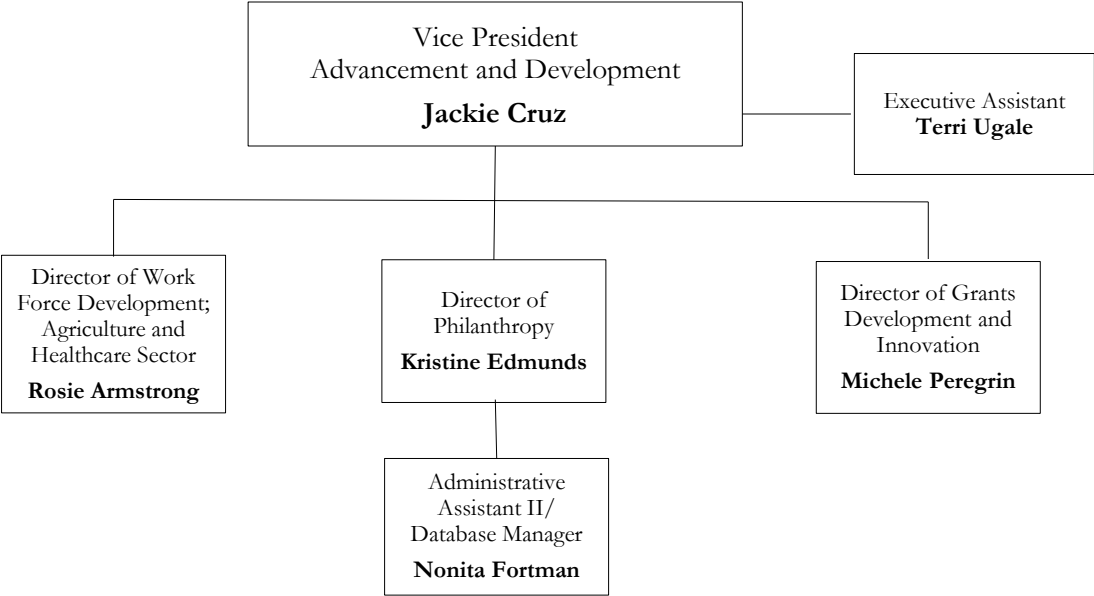 Vice President
Advancement and Development
Jackie Cruz
Executive Assistant
Terri Ugale
Director of Work
Force Development;
Agriculture and
Healthcare Sector
Rosie Armstrong
Director of
Philanthropy
Kristine Edmunds
Director of Grants
Development and
Innovation
Michele Peregrin
Administrative
Assistant II/
Database Manager
Nonita Fortman